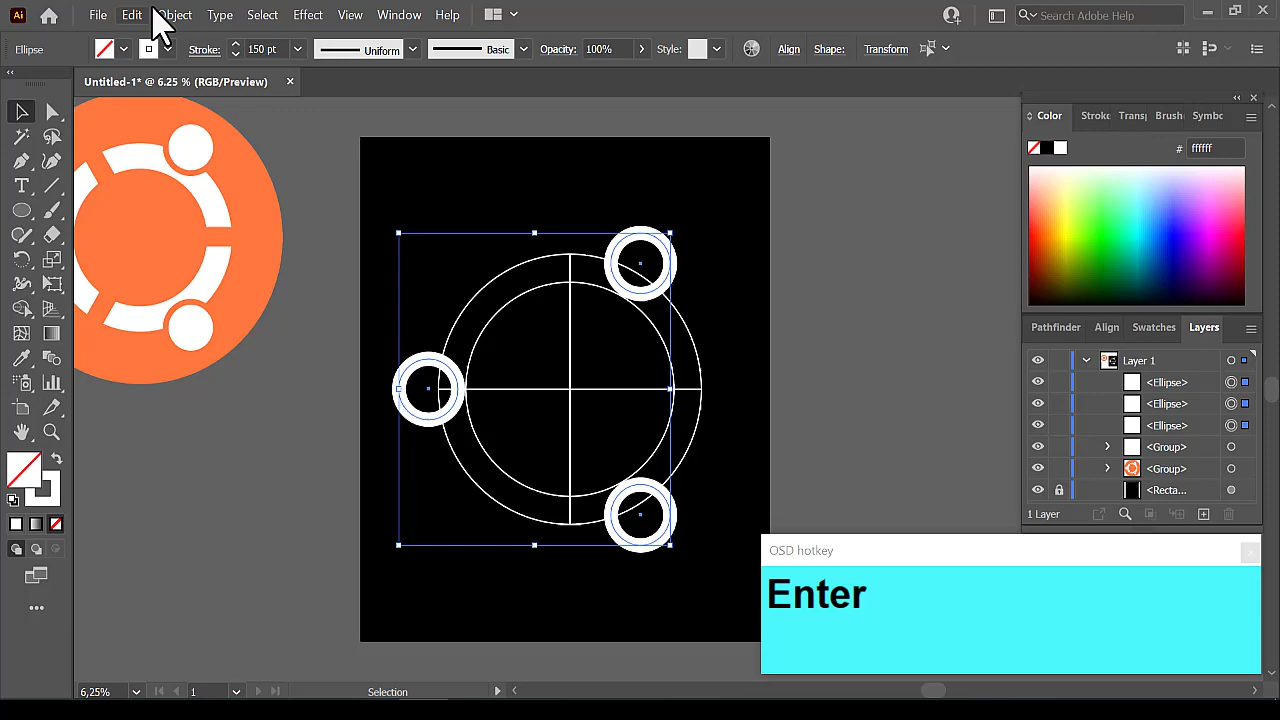 Ai File Edit Object Type Select Effect View Window Help Search Adobe Help
Ellipse Stroke: 150 pt Uniform Basic Opacity: 100% Style: Align Shape: Transform
Untitled-1* @ 6.25 % (RGB/Preview)
Color Stroke Transp Brush Symbc
# ffffff
Pathfinder Align Swatches Layers
Layer 1
<Ellipse>
<Ellipse>
<Ellipse>
<Group>
<Group>
<Recta...
1 Layer
OSD hotkey
Enter
6,25% 1 Selection